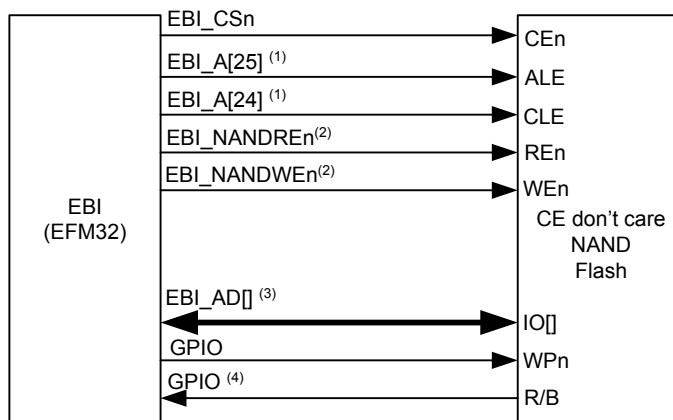 EBI_CSn
CEn
EBI_A[25] (1)
ALE
EBI_A[24] (1)
CLE
EBI_NANDREn(2)
REn
EBI_NANDWEn(2)
WEn
EBI
(EFM32)
CE don't care
NAND
Flash
EBI_AD[] (3)
IO[]
GPIO
WPn
GPIO (4)
R/B